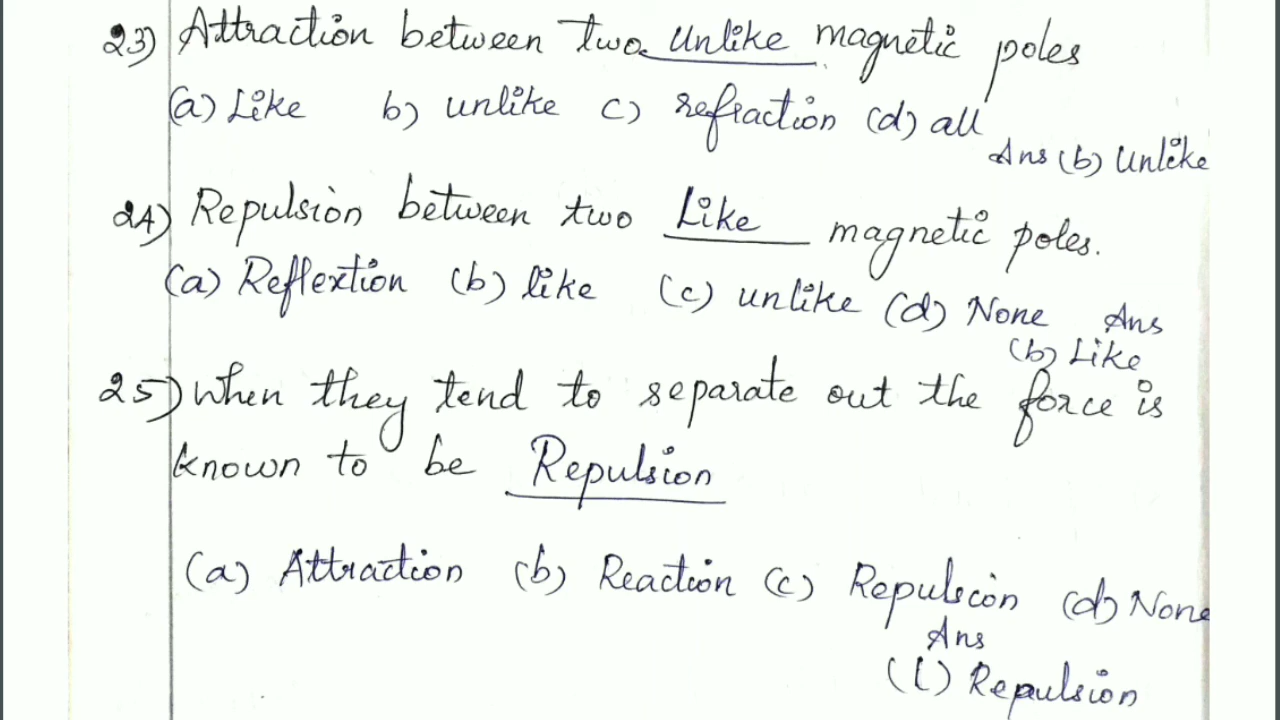 23) Attraction between two Unlike magnetic poles
(a) Like b) unlike c) refraction (d) all
Ans (b) Unlike
24) Repulsion between two Like magnetic poles.
(a) Reflextion (b) like (c) unlike (d) None Ans
(b) Like
25) When they tend to separate out the force is
known to be Repulsion
(a) Attraction (b) Reaction (c) Repulsion (d) None
Ans
(C) Repulsion